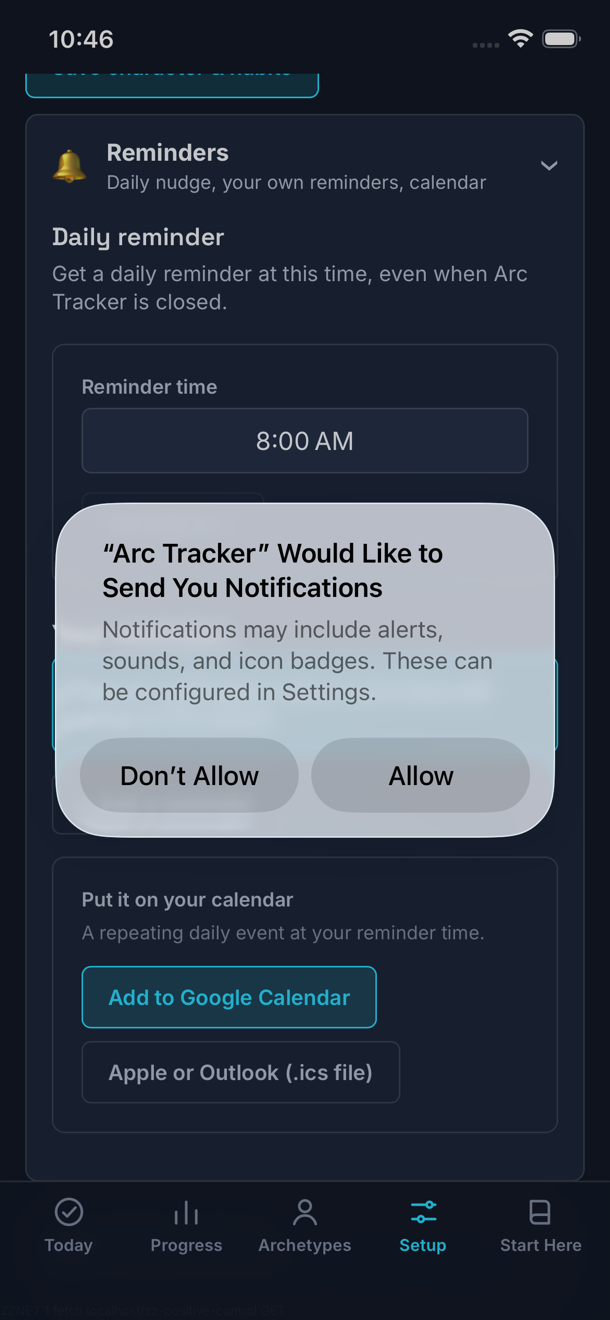 10:46
Save character & habits
Reminders
Daily nudge, your own reminders, calendar
Daily reminder
Get a daily reminder at this time, even when Arc
Tracker is closed.
Reminder time
8:00 AM
“Arc Tracker” Would Like to
Send You Notifications
Notifications may include alerts,
sounds, and icon badges. These can
be configured in Settings.
Don’t Allow
Allow
Put it on your calendar
A repeating daily event at your reminder time.
Add to Google Calendar
Apple or Outlook (.ics file)
Today
Progress
Archetypes
Setup
Start Here